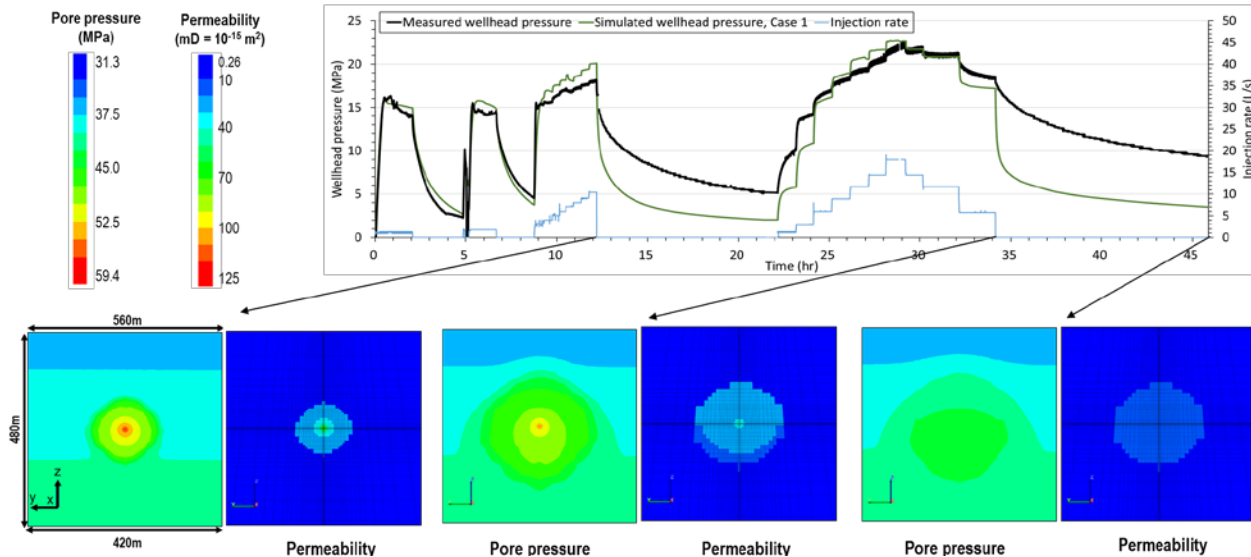 Pore pressure
(MPa)
31.3
37.5
45.0
52.5
59.4
Permeability
(mD = 10⁻¹⁵ m²)
0.26
10
40
70
100
125
Measured wellhead pressure
Simulated wellhead pressure, Case 1
Injection rate
Wellhead pressure (MPa)
25
20
15
10
5
0
0
5
10
15
20
25
30
35
40
45
Time (hr)
50
45
40
35
30
25
20
15
10
5
0
Injection rate (L/s)
560m
480m
z
y
x
420m
Permeability
Pore pressure
Permeability
Pore pressure
Permeability